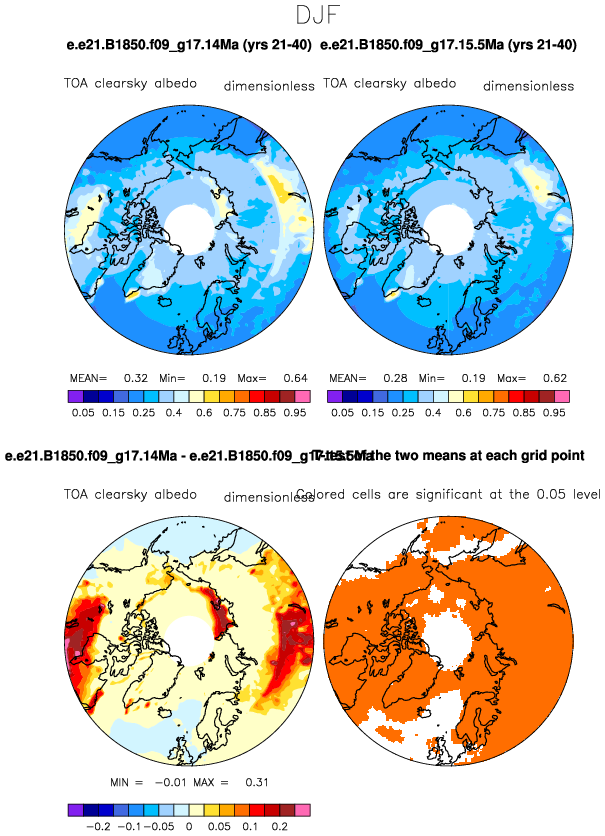 DJF
e.e21.B1850.f09_g17.14Ma (yrs 21-40) e.e21.B1850.f09_g17.15.5Ma (yrs 21-40)
TOA clearsky albedo dimensionless TOA clearsky albedo dimensionless
MEAN= 0.32 Min= 0.19 Max= 0.64 MEAN= 0.28 Min= 0.19 Max= 0.62
0.05 0.15 0.25 0.4 0.6 0.75 0.85 0.95 0.05 0.15 0.25 0.4 0.6 0.75 0.85 0.95
e.e21.B1850.f09_g17.14Ma - e.e21.B1850.f09_g17.15.5Ma T-test of the two means at each grid point
TOA clearsky albedo dimensionless Colored cells are significant at the 0.05 level
MIN = -0.01 MAX = 0.31
-0.2 -0.1 -0.05 0 0.05 0.1 0.2